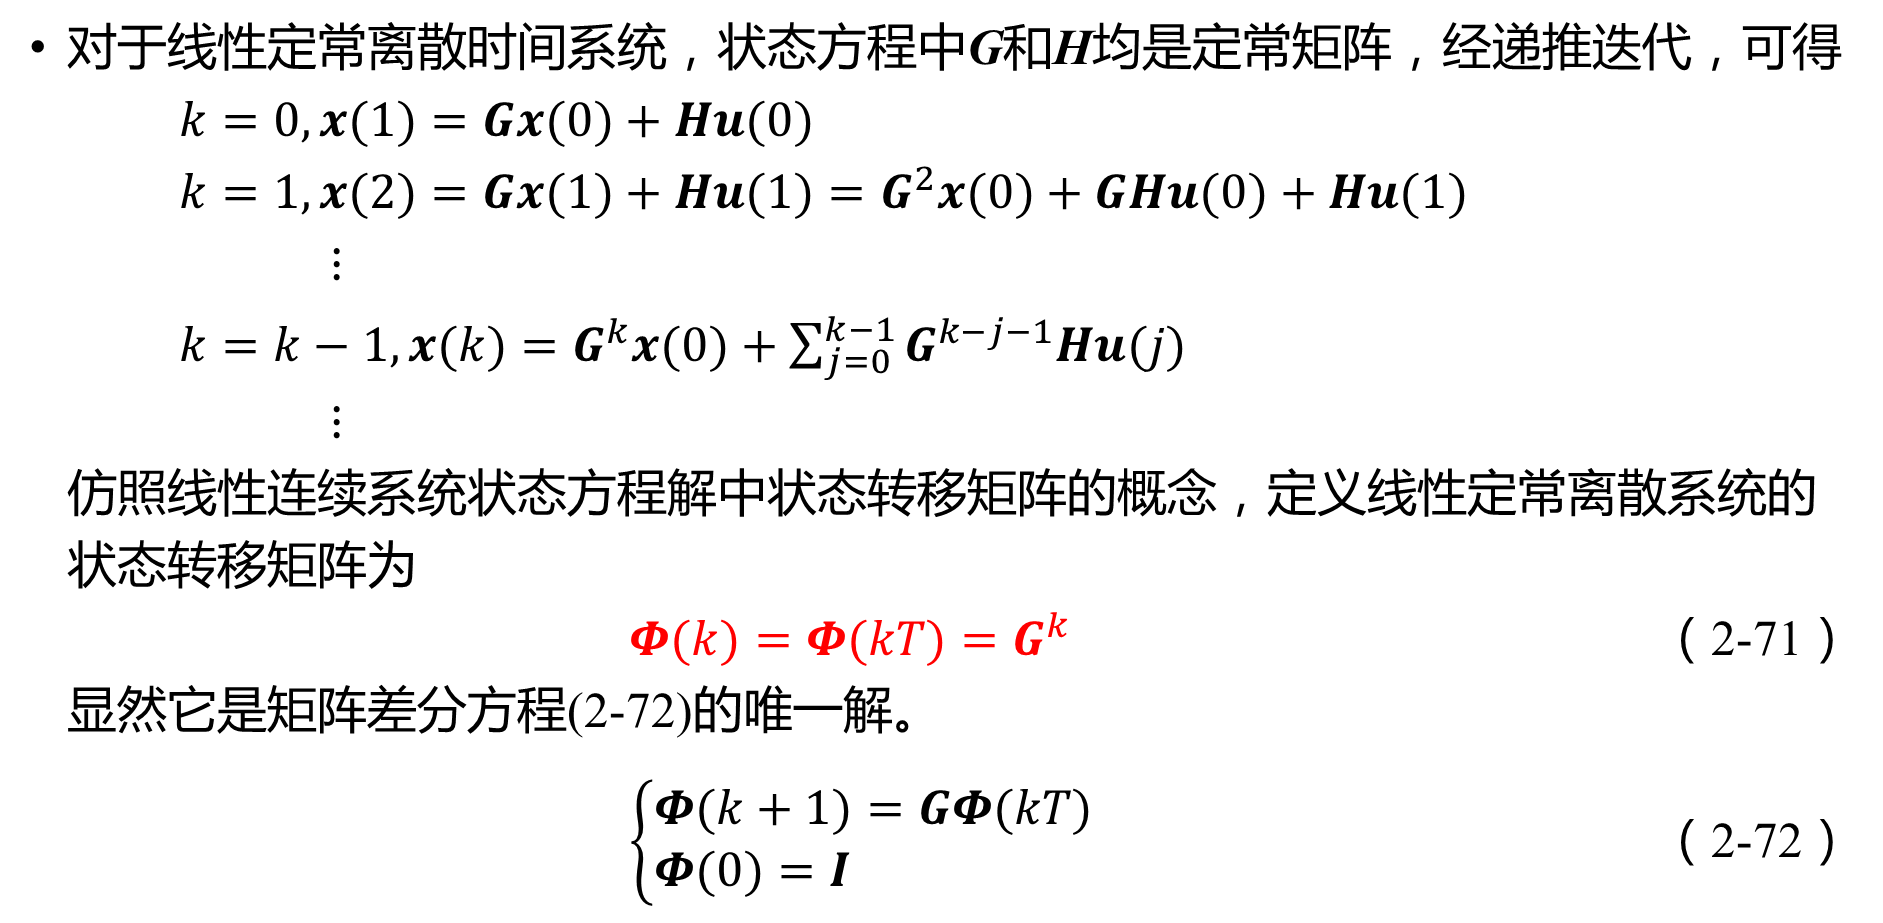 • 对于线性定常离散时间系统，状态方程中G和H均是定常矩阵，经递推迭代，可得
k = 0, x(1) = Gx(0) + Hu(0)
k = 1, x(2) = Gx(1) + Hu(1) = G²x(0) + GHu(0) + Hu(1)
⋮
k = k − 1, x(k) = G^k x(0) + ∑_{j=0}^{k−1} G^{k−j−1} Hu(j)
⋮
仿照线性连续系统状态方程解中状态转移矩阵的概念，定义线性定常离散系统的
状态转移矩阵为
Φ(k) = Φ(kT) = G^k （2-71）
显然它是矩阵差分方程(2-72)的唯一解。
Φ(k + 1) = GΦ(kT)
Φ(0) = I （2-72）